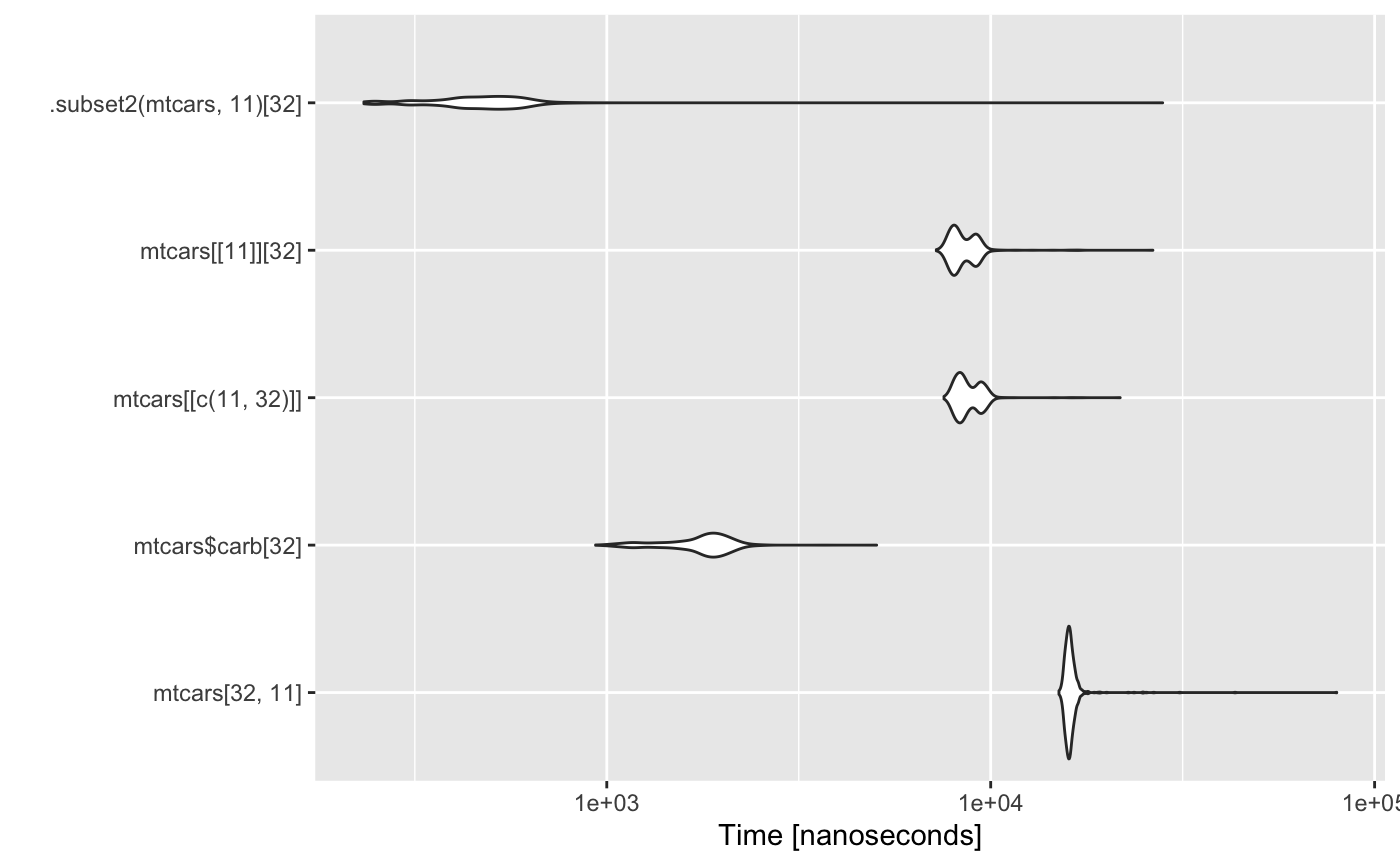 .subset2(mtcars, 11)[32]
mtcars[[11]][32]
mtcars[[c(11, 32)]]
mtcars$carb[32]
mtcars[32, 11]
1e+03 1e+04 1e+05
Time [nanoseconds]